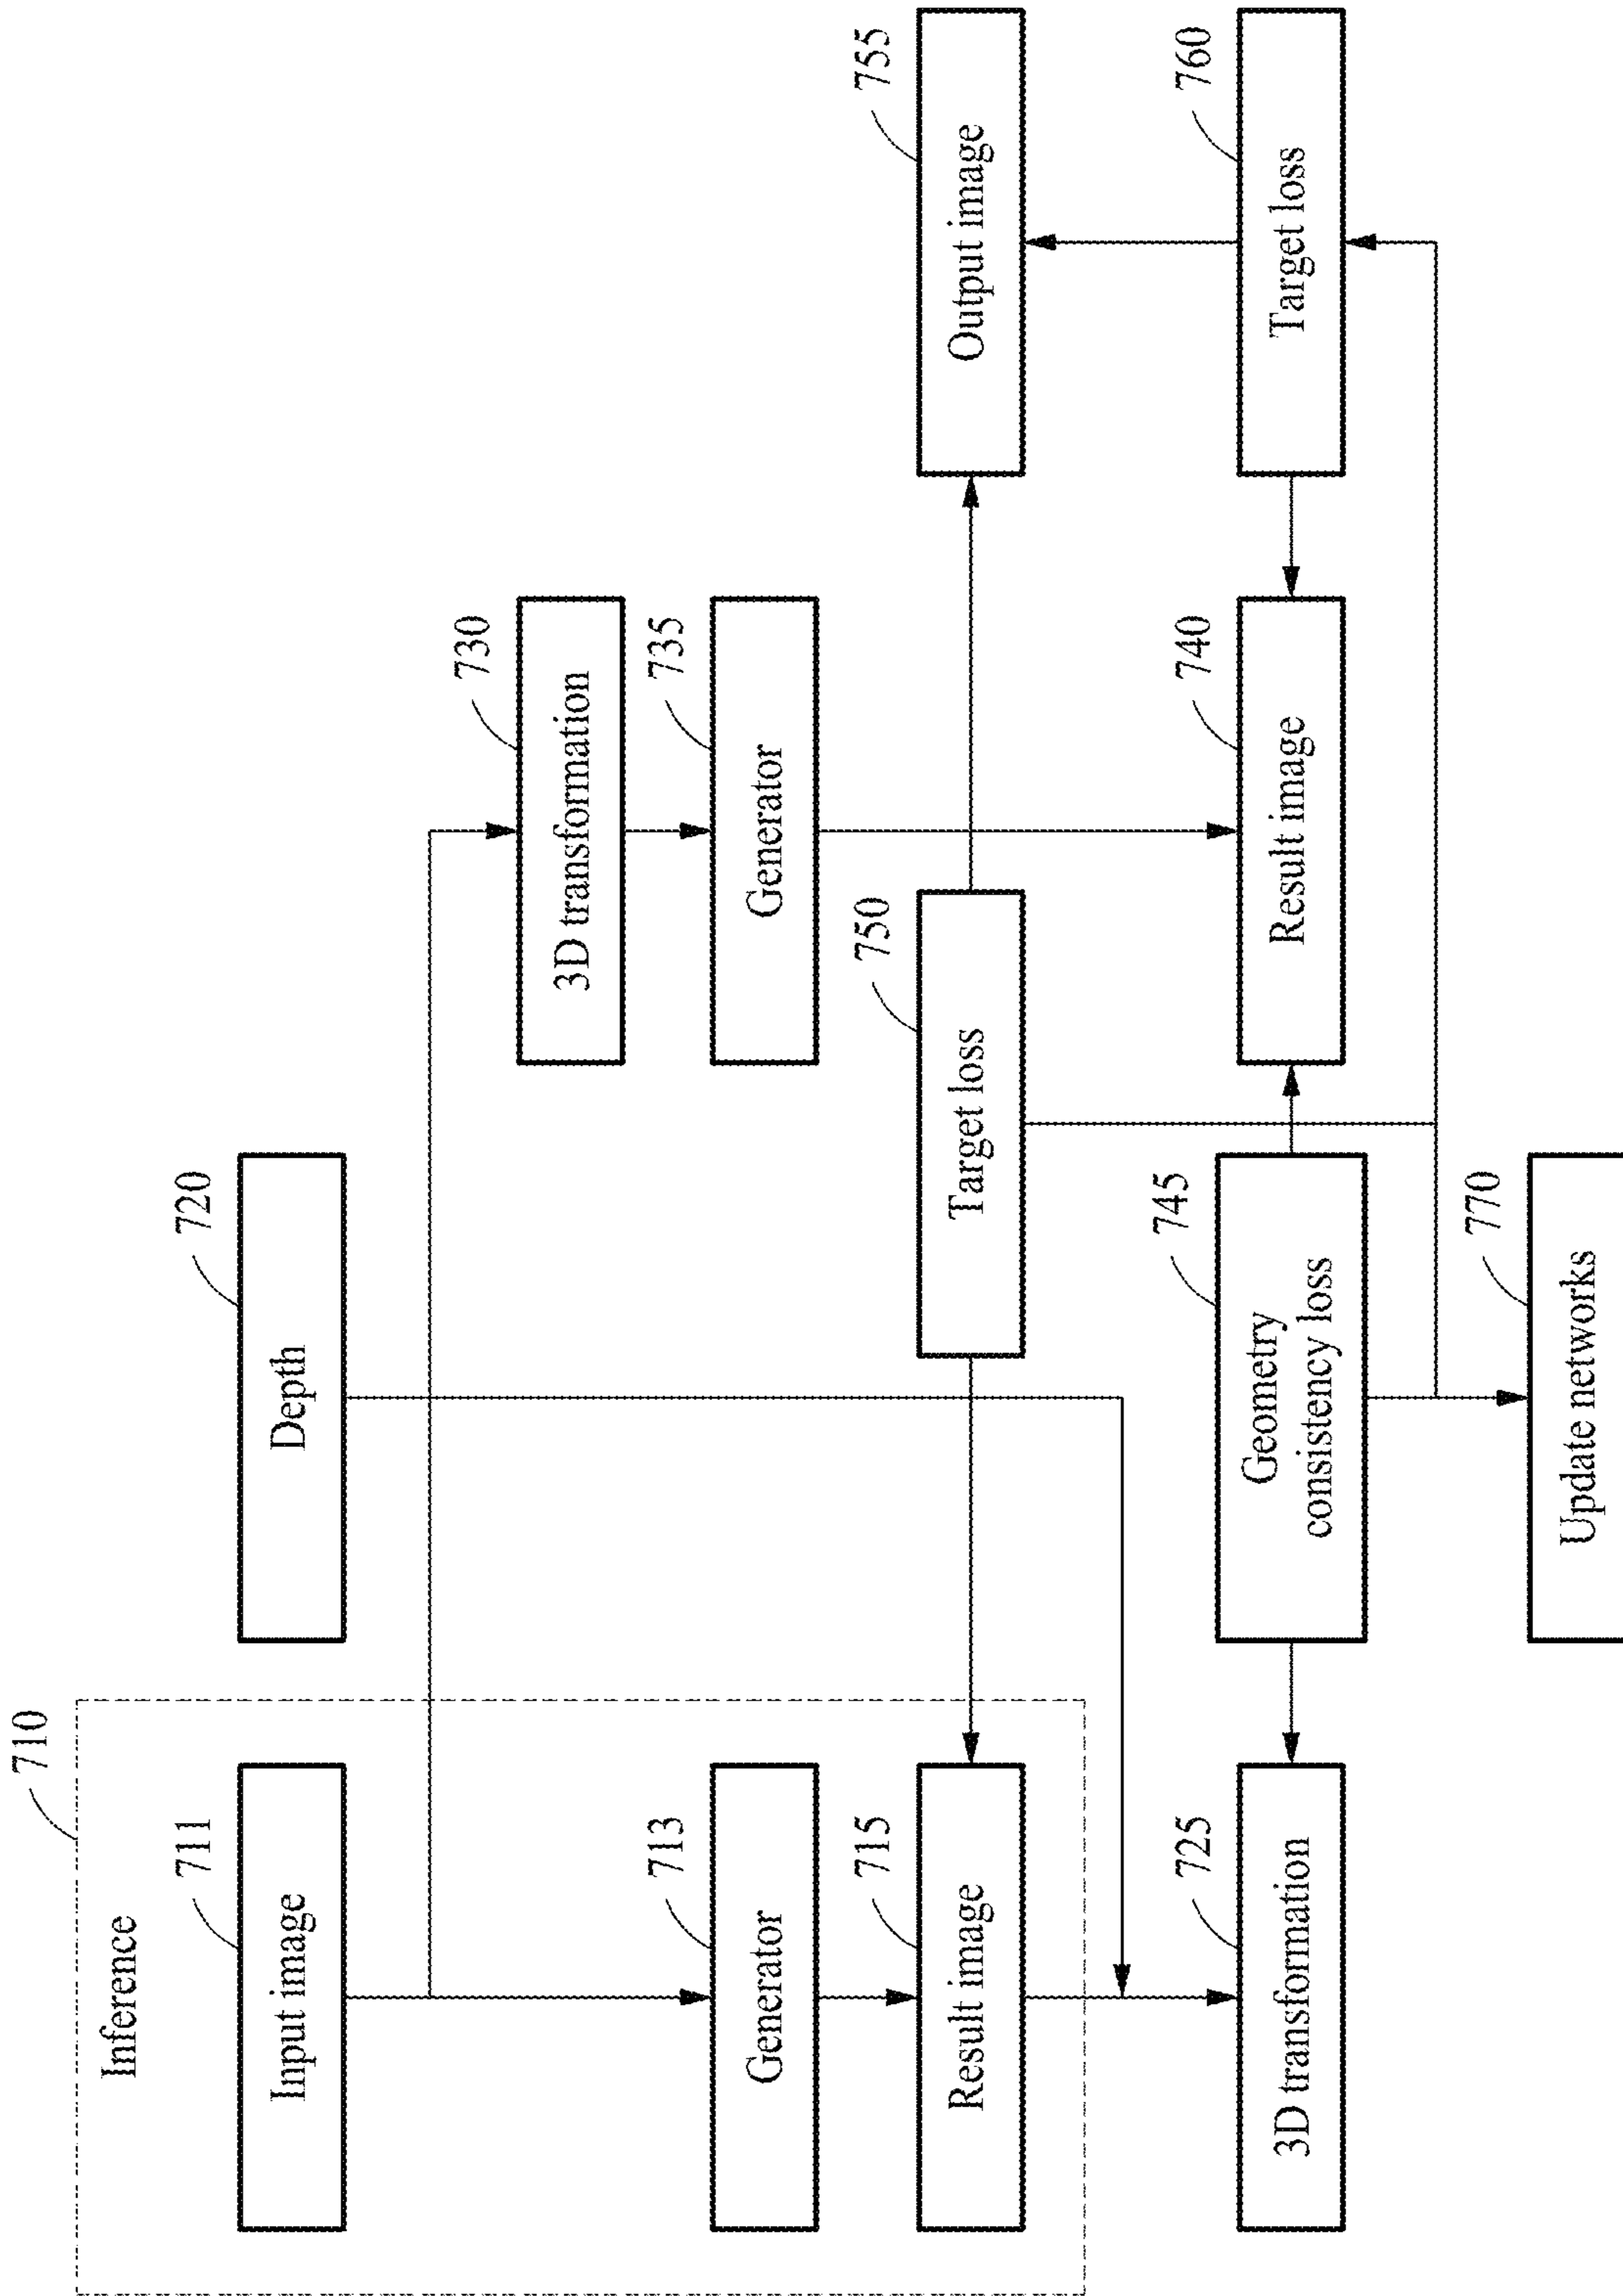 710
Inference
711
Input image
720
Depth
730
3D transformation
713
Generator
735
Generator
715
Result image
750
Target loss
755
Output image
725
3D transformation
745
Geometry
consistency loss
740
Result image
760
Target loss
770
Update networks